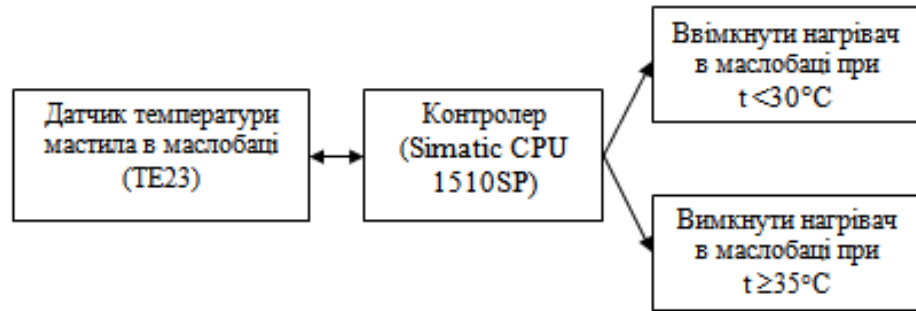 Датчик температури
мастила в маслобаці
(TE23)
Контролер
(Simatic CPU
1510SP)
Ввімкнути нагрівач
в маслобаці при
t <30°C
Вимкнути нагрівач
в маслобаці при
t ≥35°C